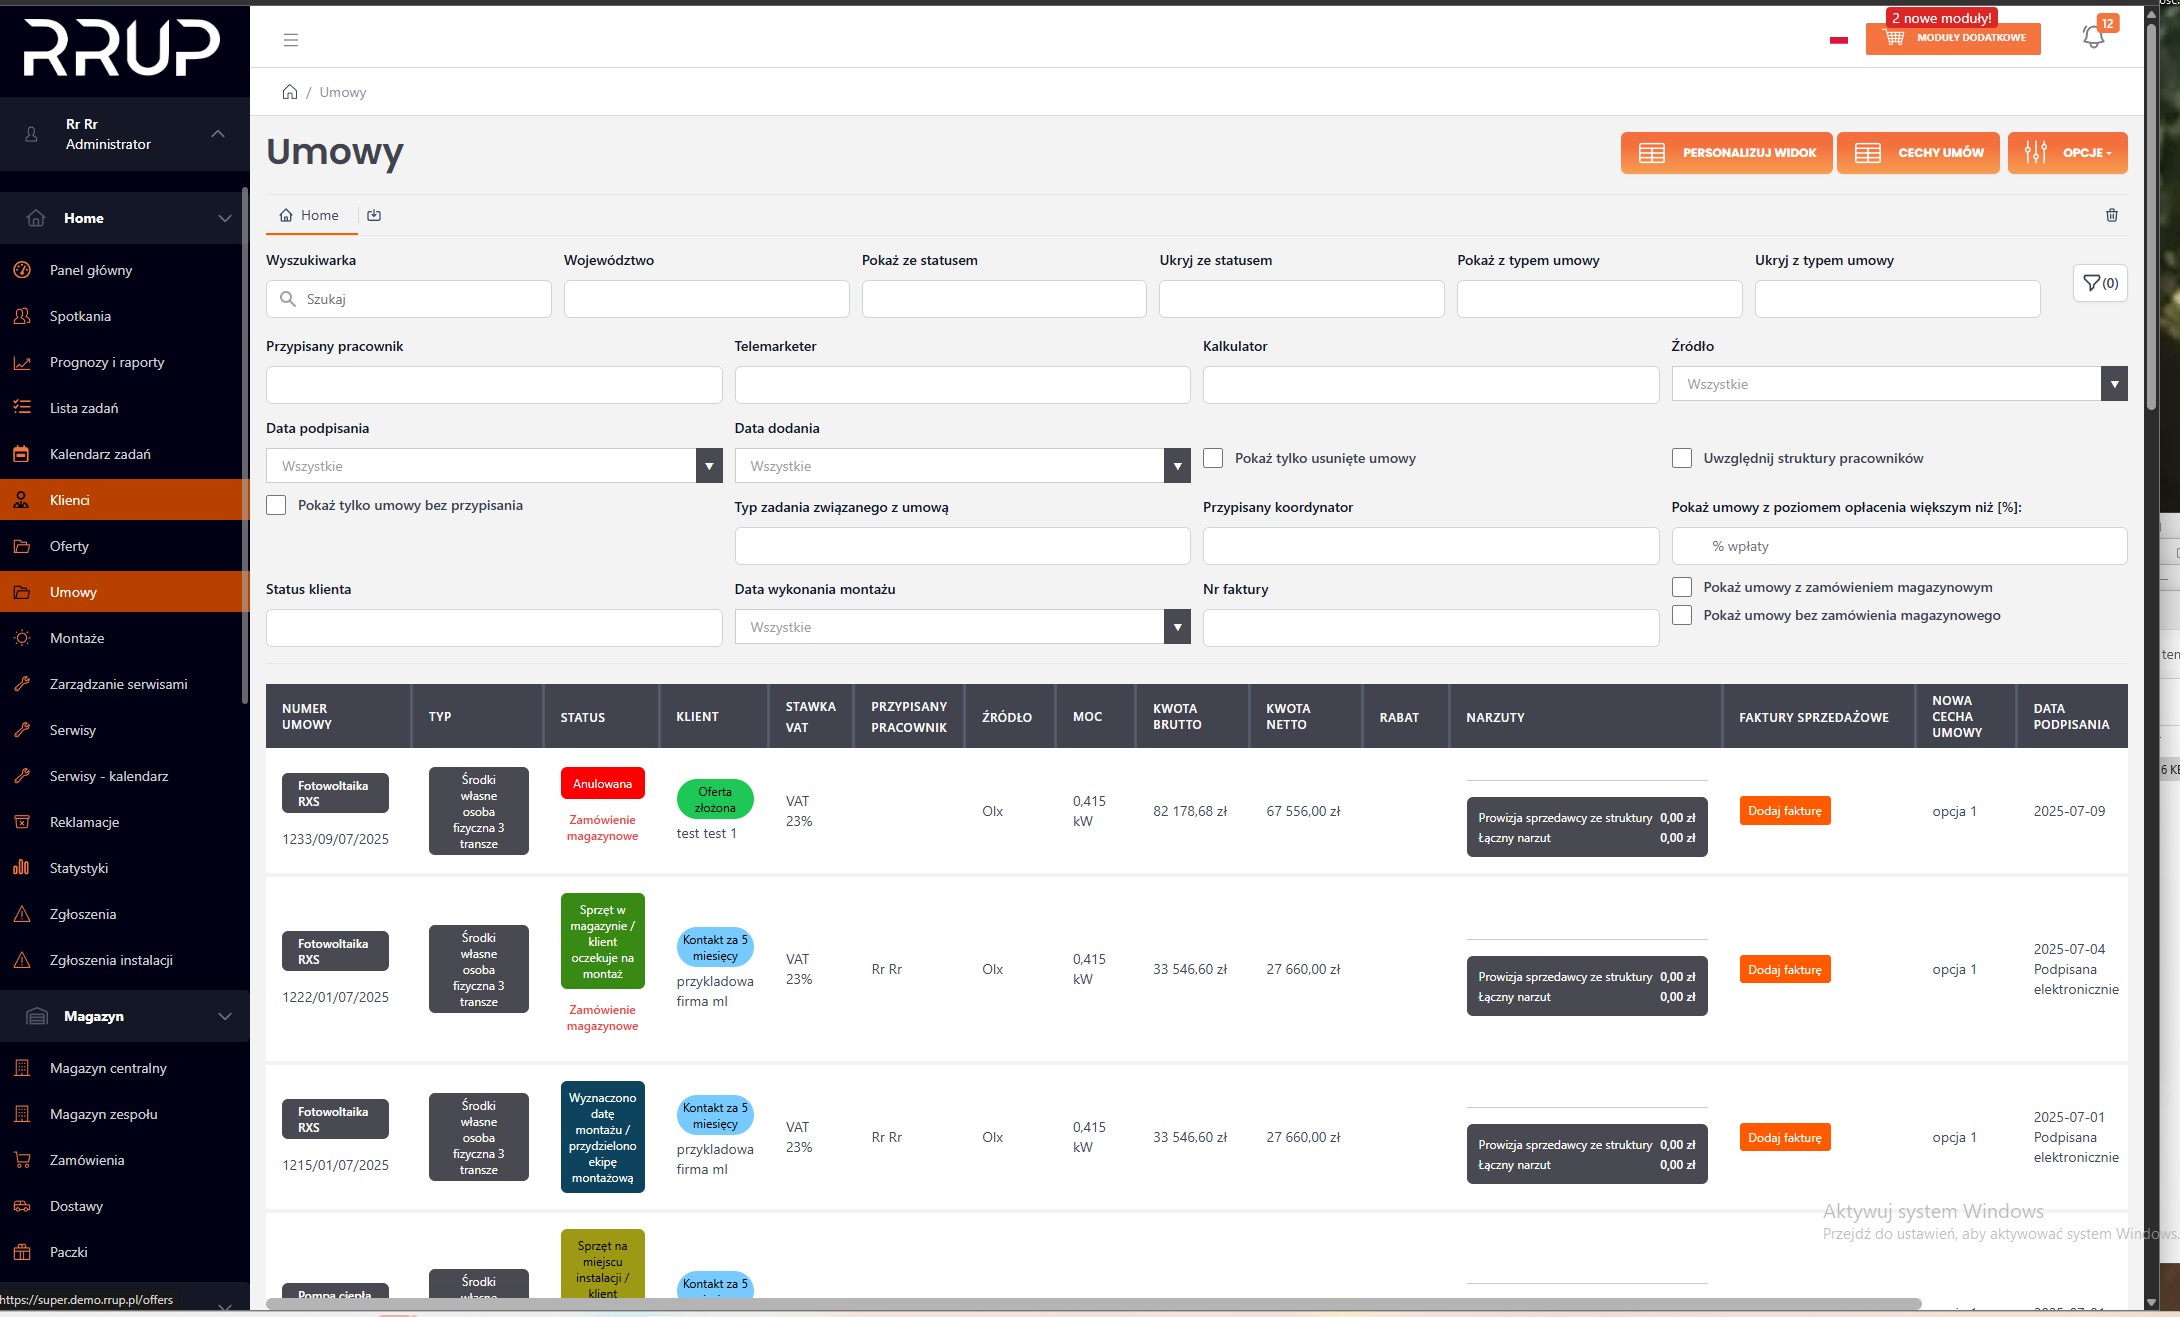 RRUP
2 nowe moduły!
MODUŁY DODATKOWE
12
Rr Rr
Administrator
/ Umowy
Umowy
PERSONALIZUJ WIDOK
CECHY UMÓW
OPCJE
Home
Panel główny
Spotkania
Prognozy i raporty
Lista zadań
Kalendarz zadań
Klienci
Oferty
Umowy
Montaże
Zarządzanie serwisami
Serwisy
Serwisy - kalendarz
Reklamacje
Statystyki
Zgłoszenia
Zgłoszenia instalacji
Magazyn
Magazyn centralny
Magazyn zespołu
Zamówienia
Dostawy
Paczki
https://super.demo.rrup.pl/offers
Home
Wyszukiwarka
Szukaj
Województwo
Pokaż ze statusem
Ukryj ze statusem
Pokaż z typem umowy
Ukryj z typem umowy
(0)
Przypisany pracownik
Telemarketer
Kalkulator
Źródło
Wszystkie
Data podpisania
Wszystkie
Data dodania
Wszystkie
Pokaż tylko usunięte umowy
Uwzględnij struktury pracowników
Pokaż tylko umowy bez przypisania
Typ zadania związanego z umową
Przypisany koordynator
Pokaż umowy z poziomem opłacenia większym niż [%]:
% wpłaty
Status klienta
Data wykonania montażu
Wszystkie
Nr faktury
Pokaż umowy z zamówieniem magazynowym
Pokaż umowy bez zamówienia magazynowego
NUMER
UMOWY
TYP
STATUS
KLIENT
STAWKA
VAT
PRZYPISANY
PRACOWNIK
ŹRÓDŁO
MOC
KWOTA
BRUTTO
KWOTA
NETTO
RABAT
NARZUTY
FAKTURY SPRZEDAŻOWE
NOWA
CECHA
UMOWY
DATA
PODPISANIA
Fotowoltaika
RXS
1233/09/07/2025
Środki
własne
osoba
fizyczna 3
transze
Anulowana
Zamówienie
magazynowe
Oferta
złożona
test test 1
VAT
23%
Olx
0,415
kW
82 178,68 zł
67 556,00 zł
Prowizja sprzedawcy ze struktury 0,00 zł
Łączny narzut 0,00 zł
Dodaj fakturę
opcja 1
2025-07-09
Fotowoltaika
RXS
1222/01/07/2025
Środki
własne
osoba
fizyczna 3
transze
Sprzęt w
magazynie /
klient
oczekuje na
montaż
Zamówienie
magazynowe
Kontakt za 5
miesięcy
przykladowa
firma ml
VAT
23%
Rr Rr
Olx
0,415
kW
33 546,60 zł
27 660,00 zł
Prowizja sprzedawcy ze struktury 0,00 zł
Łączny narzut 0,00 zł
Dodaj fakturę
opcja 1
2025-07-04
Podpisana
elektronicznie
Fotowoltaika
RXS
1215/01/07/2025
Środki
własne
osoba
fizyczna 3
transze
Wyznaczono
datę
montażu /
przydzielono
ekipę
montażową
Kontakt za 5
miesięcy
przykladowa
firma ml
VAT
23%
Rr Rr
Olx
0,415
kW
33 546,60 zł
27 660,00 zł
Prowizja sprzedawcy ze struktury 0,00 zł
Łączny narzut 0,00 zł
Dodaj fakturę
opcja 1
2025-07-01
Podpisana
elektronicznie
Pompa ciepła
Środki
własne
Sprzęt na
miejscu
instalacji /
klient
Kontakt za 5
Aktywuj system Windows
Przejdź do ustawień, aby aktywować system Windows.